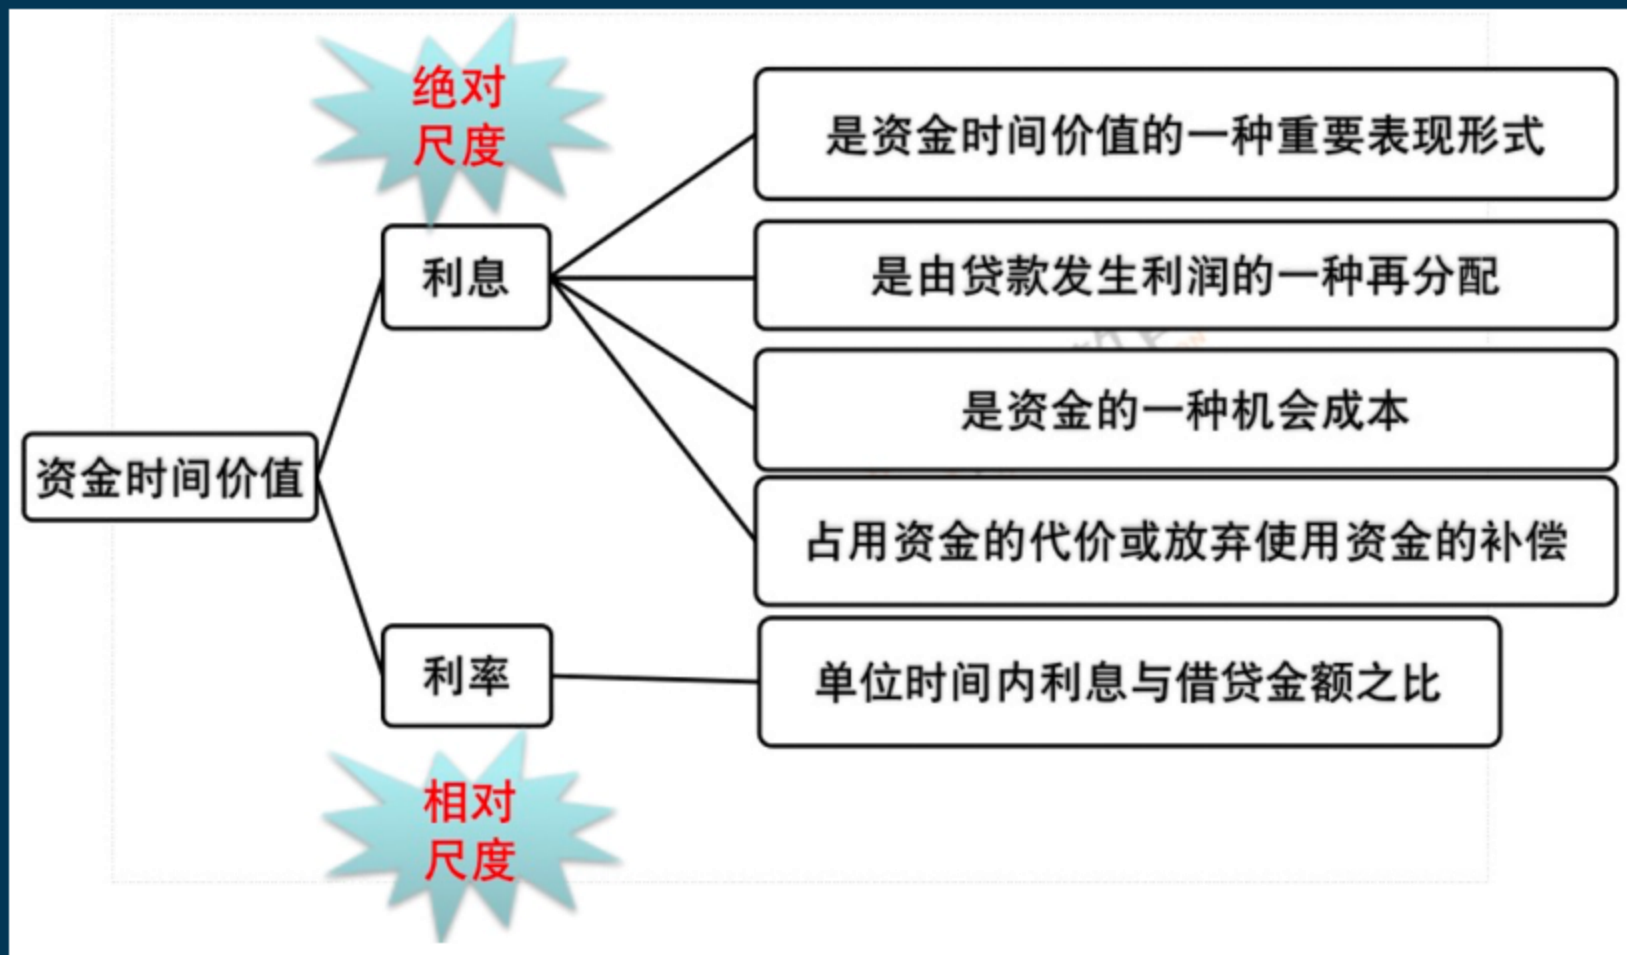 绝对
尺度
是资金时间价值的一种重要表现形式
利息
是由贷款发生利润的一种再分配
是资金的一种机会成本
资金时间价值
占用资金的代价或放弃使用资金的补偿
利率
单位时间内利息与借贷金额之比
相对
尺度